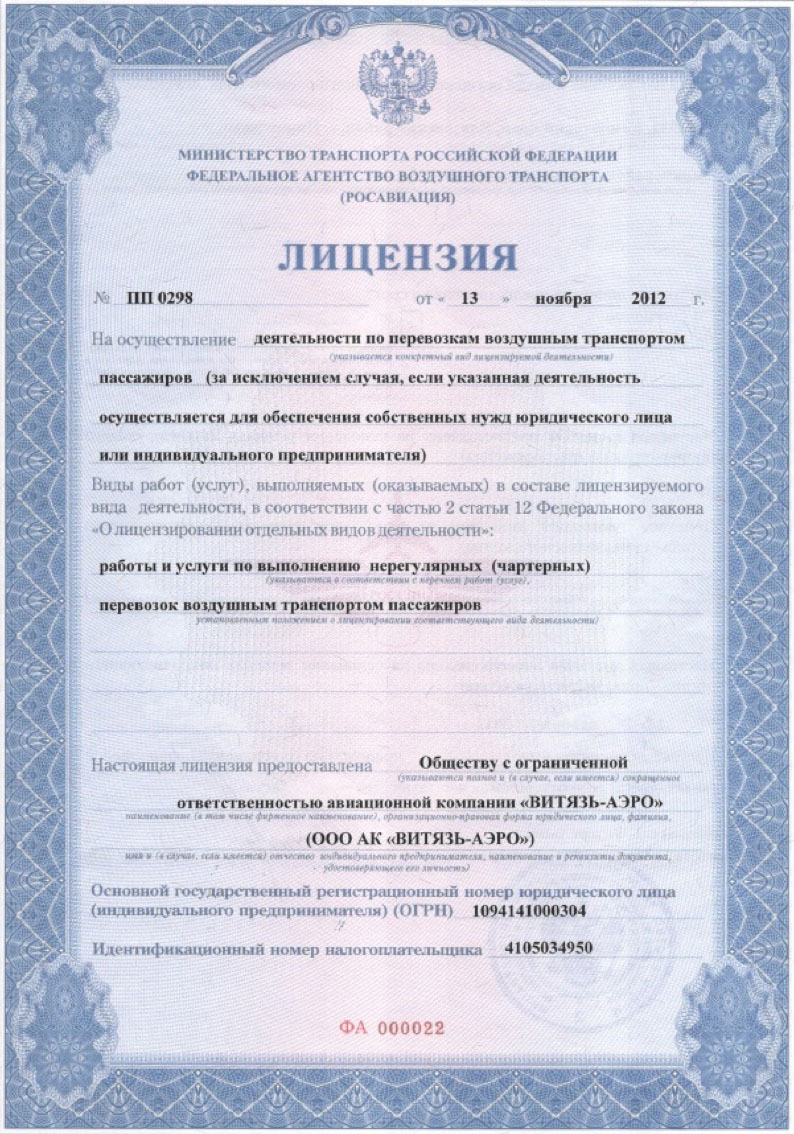 МИНИСТЕРСТВО ТРАНСПОРТА РОССИЙСКОЙ ФЕДЕРАЦИИ
ФЕДЕРАЛЬНОЕ АГЕНТСТВО ВОЗДУШНОГО ТРАНСПОРТА
(РОСАВИАЦИЯ)
ЛИЦЕНЗИЯ
№ ПП 0298 от « 13 » ноября 2012 г.
На осуществление деятельности по перевозкам воздушным транспортом
(указывается конкретный вид лицензируемой деятельности)
пассажиров (за исключением случая, если указанная деятельность
осуществляется для обеспечения собственных нужд юридического лица
или индивидуального предпринимателя)
Виды работ (услуг), выполняемых (оказываемых) в составе лицензируемого
вида деятельности, в соответствии с частью 2 статьи 12 Федерального закона
«О лицензировании отдельных видов деятельности»:
работы и услуги по выполнению нерегулярных (чартерных)
(указываются в соответствии с перечнем работ (услуг),
перевозок воздушным транспортом пассажиров
установленным положением о лицензировании соответствующего вида деятельности)
Настоящая лицензия предоставлена Обществу с ограниченной
(указываются полное и (в случае, если имеется) сокращенное
ответственностью авиационной компании «ВИТЯЗЬ-АЭРО»
наименование (в том числе фирменное наименование), организационно-правовая форма юридического лица, фамилия,
(ООО АК «ВИТЯЗЬ-АЭРО»)
имя и (в случае, если имеется) отчество индивидуального предпринимателя, наименование и реквизиты документа,
удостоверяющего его личность)
Основной государственный регистрационный номер юридического лица
(индивидуального предпринимателя) (ОГРН) 1094141000304
Идентификационный номер налогоплательщика 4105034950
ФА 000022